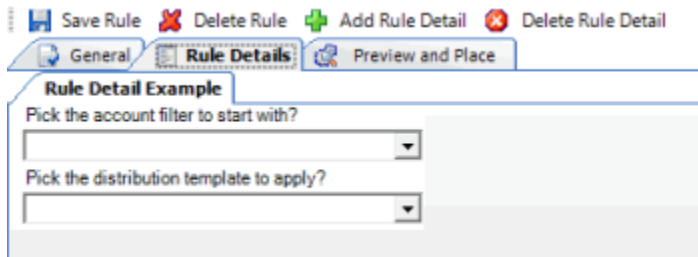 Save Rule Delete Rule Add Rule Detail Delete Rule Detail
General Rule Details Preview and Place
Rule Detail Example
Pick the account filter to start with?
Pick the distribution template to apply?